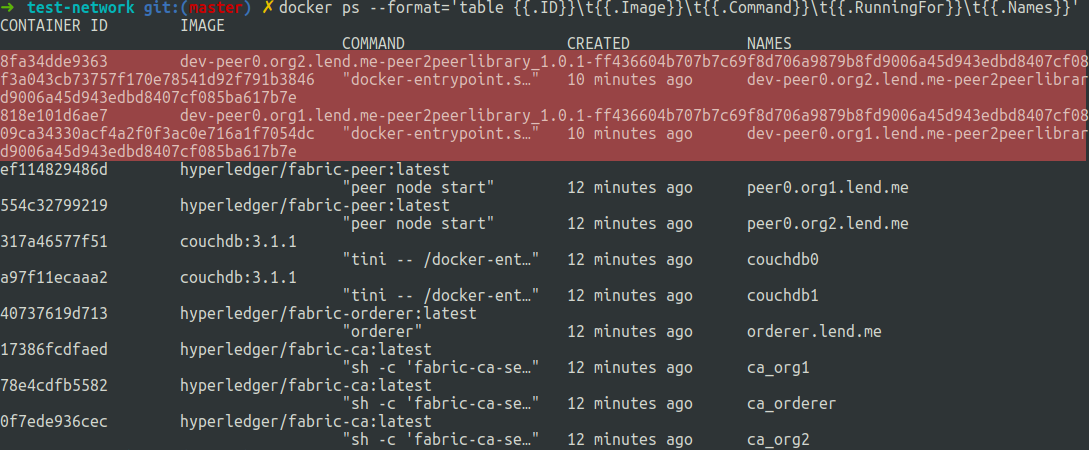 → test-network git:(master) ✗ docker ps --format='table {{.ID}}\t{{.Image}}\t{{.Command}}\t{{.RunningFor}}\t{{.Names}}'
CONTAINER ID IMAGE
COMMAND CREATED NAMES
8fa34dde9363 dev-peer0.org2.lend.me-peer2peerlibrary_1.0.1-ff436604b707b7c69f8d706a9879b8fd9006a45d943edbd8407cf08
f3a043cb73757f170e78541d92f791b3846 "docker-entrypoint.s…" 10 minutes ago dev-peer0.org2.lend.me-peer2peerlibrar
d9006a45d943edbd8407cf085ba617b7e
818e101d6ae7 dev-peer0.org1.lend.me-peer2peerlibrary_1.0.1-ff436604b707b7c69f8d706a9879b8fd9006a45d943edbd8407cf08
09ca34330acf4a2f0f3ac0e716a1f7054dc "docker-entrypoint.s…" 10 minutes ago dev-peer0.org1.lend.me-peer2peerlibrar
d9006a45d943edbd8407cf085ba617b7e
ef114829486d hyperledger/fabric-peer:latest
"peer node start" 12 minutes ago peer0.org1.lend.me
554c32799219 hyperledger/fabric-peer:latest
"peer node start" 12 minutes ago peer0.org2.lend.me
317a46577f51 couchdb:3.1.1
"tini -- /docker-ent…" 12 minutes ago couchdb0
a97f11ecaaa2 couchdb:3.1.1
"tini -- /docker-ent…" 12 minutes ago couchdb1
40737619d713 hyperledger/fabric-orderer:latest
"orderer" 12 minutes ago orderer.lend.me
17386fcdfaed hyperledger/fabric-ca:latest
"sh -c 'fabric-ca-se…" 12 minutes ago ca_org1
78e4cdfb5582 hyperledger/fabric-ca:latest
"sh -c 'fabric-ca-se…" 12 minutes ago ca_orderer
0f7ede936cec hyperledger/fabric-ca:latest
"sh -c 'fabric-ca-se…" 12 minutes ago ca_org2